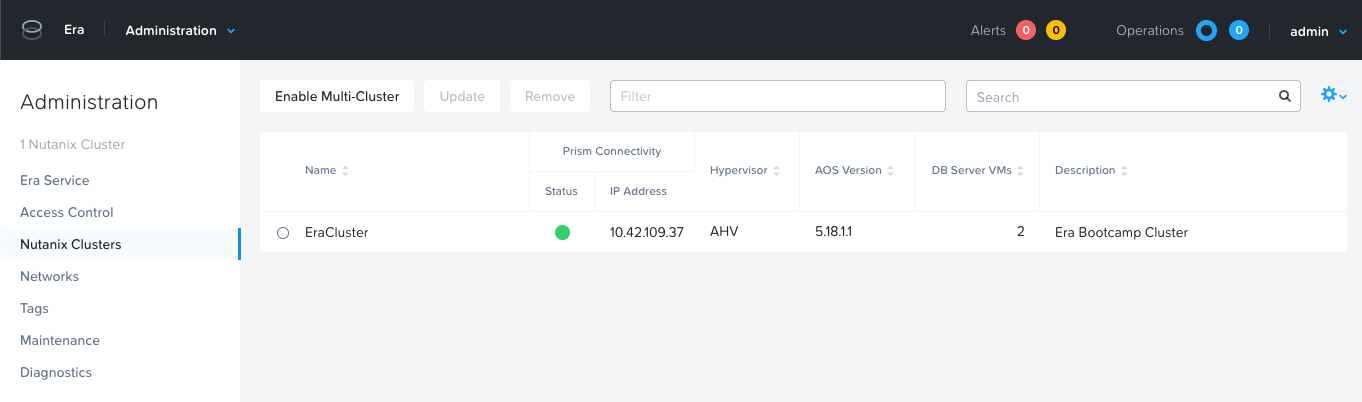 Era Administration Alerts 0 0 Operations 0 admin
Administration
1 Nutanix Cluster
Era Service
Access Control
Nutanix Clusters
Networks
Tags
Maintenance
Diagnostics
Enable Multi-Cluster Update Remove Filter Search
Prism Connectivity
Name Hypervisor AOS Version DB Server VMs Description
Status IP Address
EraCluster 10.42.109.37 AHV 5.18.1.1 2 Era Bootcamp Cluster